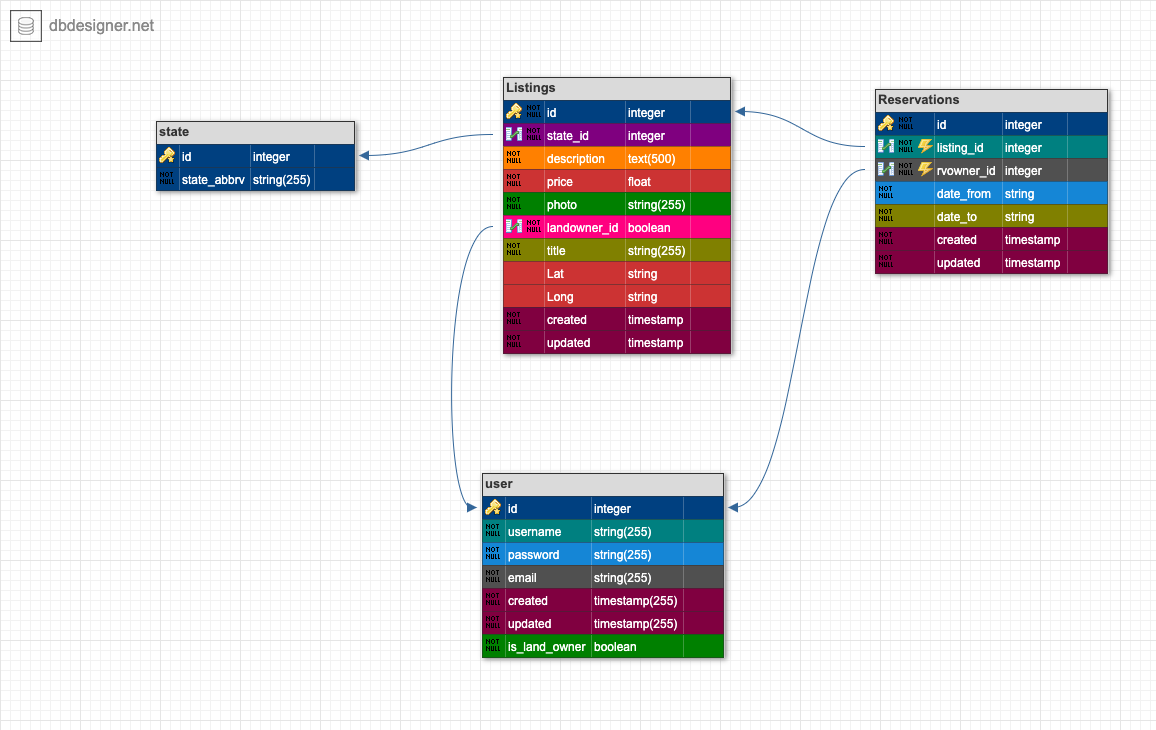 dbdesigner.net
state
id integer
NOT NULL state_abbrv string(255)
Listings
NOT NULL id integer
NOT NULL state_id integer
NOT NULL description text(500)
NOT NULL price float
NOT NULL photo string(255)
NOT NULL landowner_id boolean
NOT NULL title string(255)
Lat string
Long string
NOT NULL created timestamp
NOT NULL updated timestamp
Reservations
NOT NULL id integer
NOT NULL listing_id integer
NOT NULL rvowner_id integer
NOT NULL date_from string
NOT NULL date_to string
NOT NULL created timestamp
NOT NULL updated timestamp
user
id integer
NOT NULL username string(255)
NOT NULL password string(255)
NOT NULL email string(255)
NOT NULL created timestamp(255)
NOT NULL updated timestamp(255)
NOT NULL is_land_owner boolean